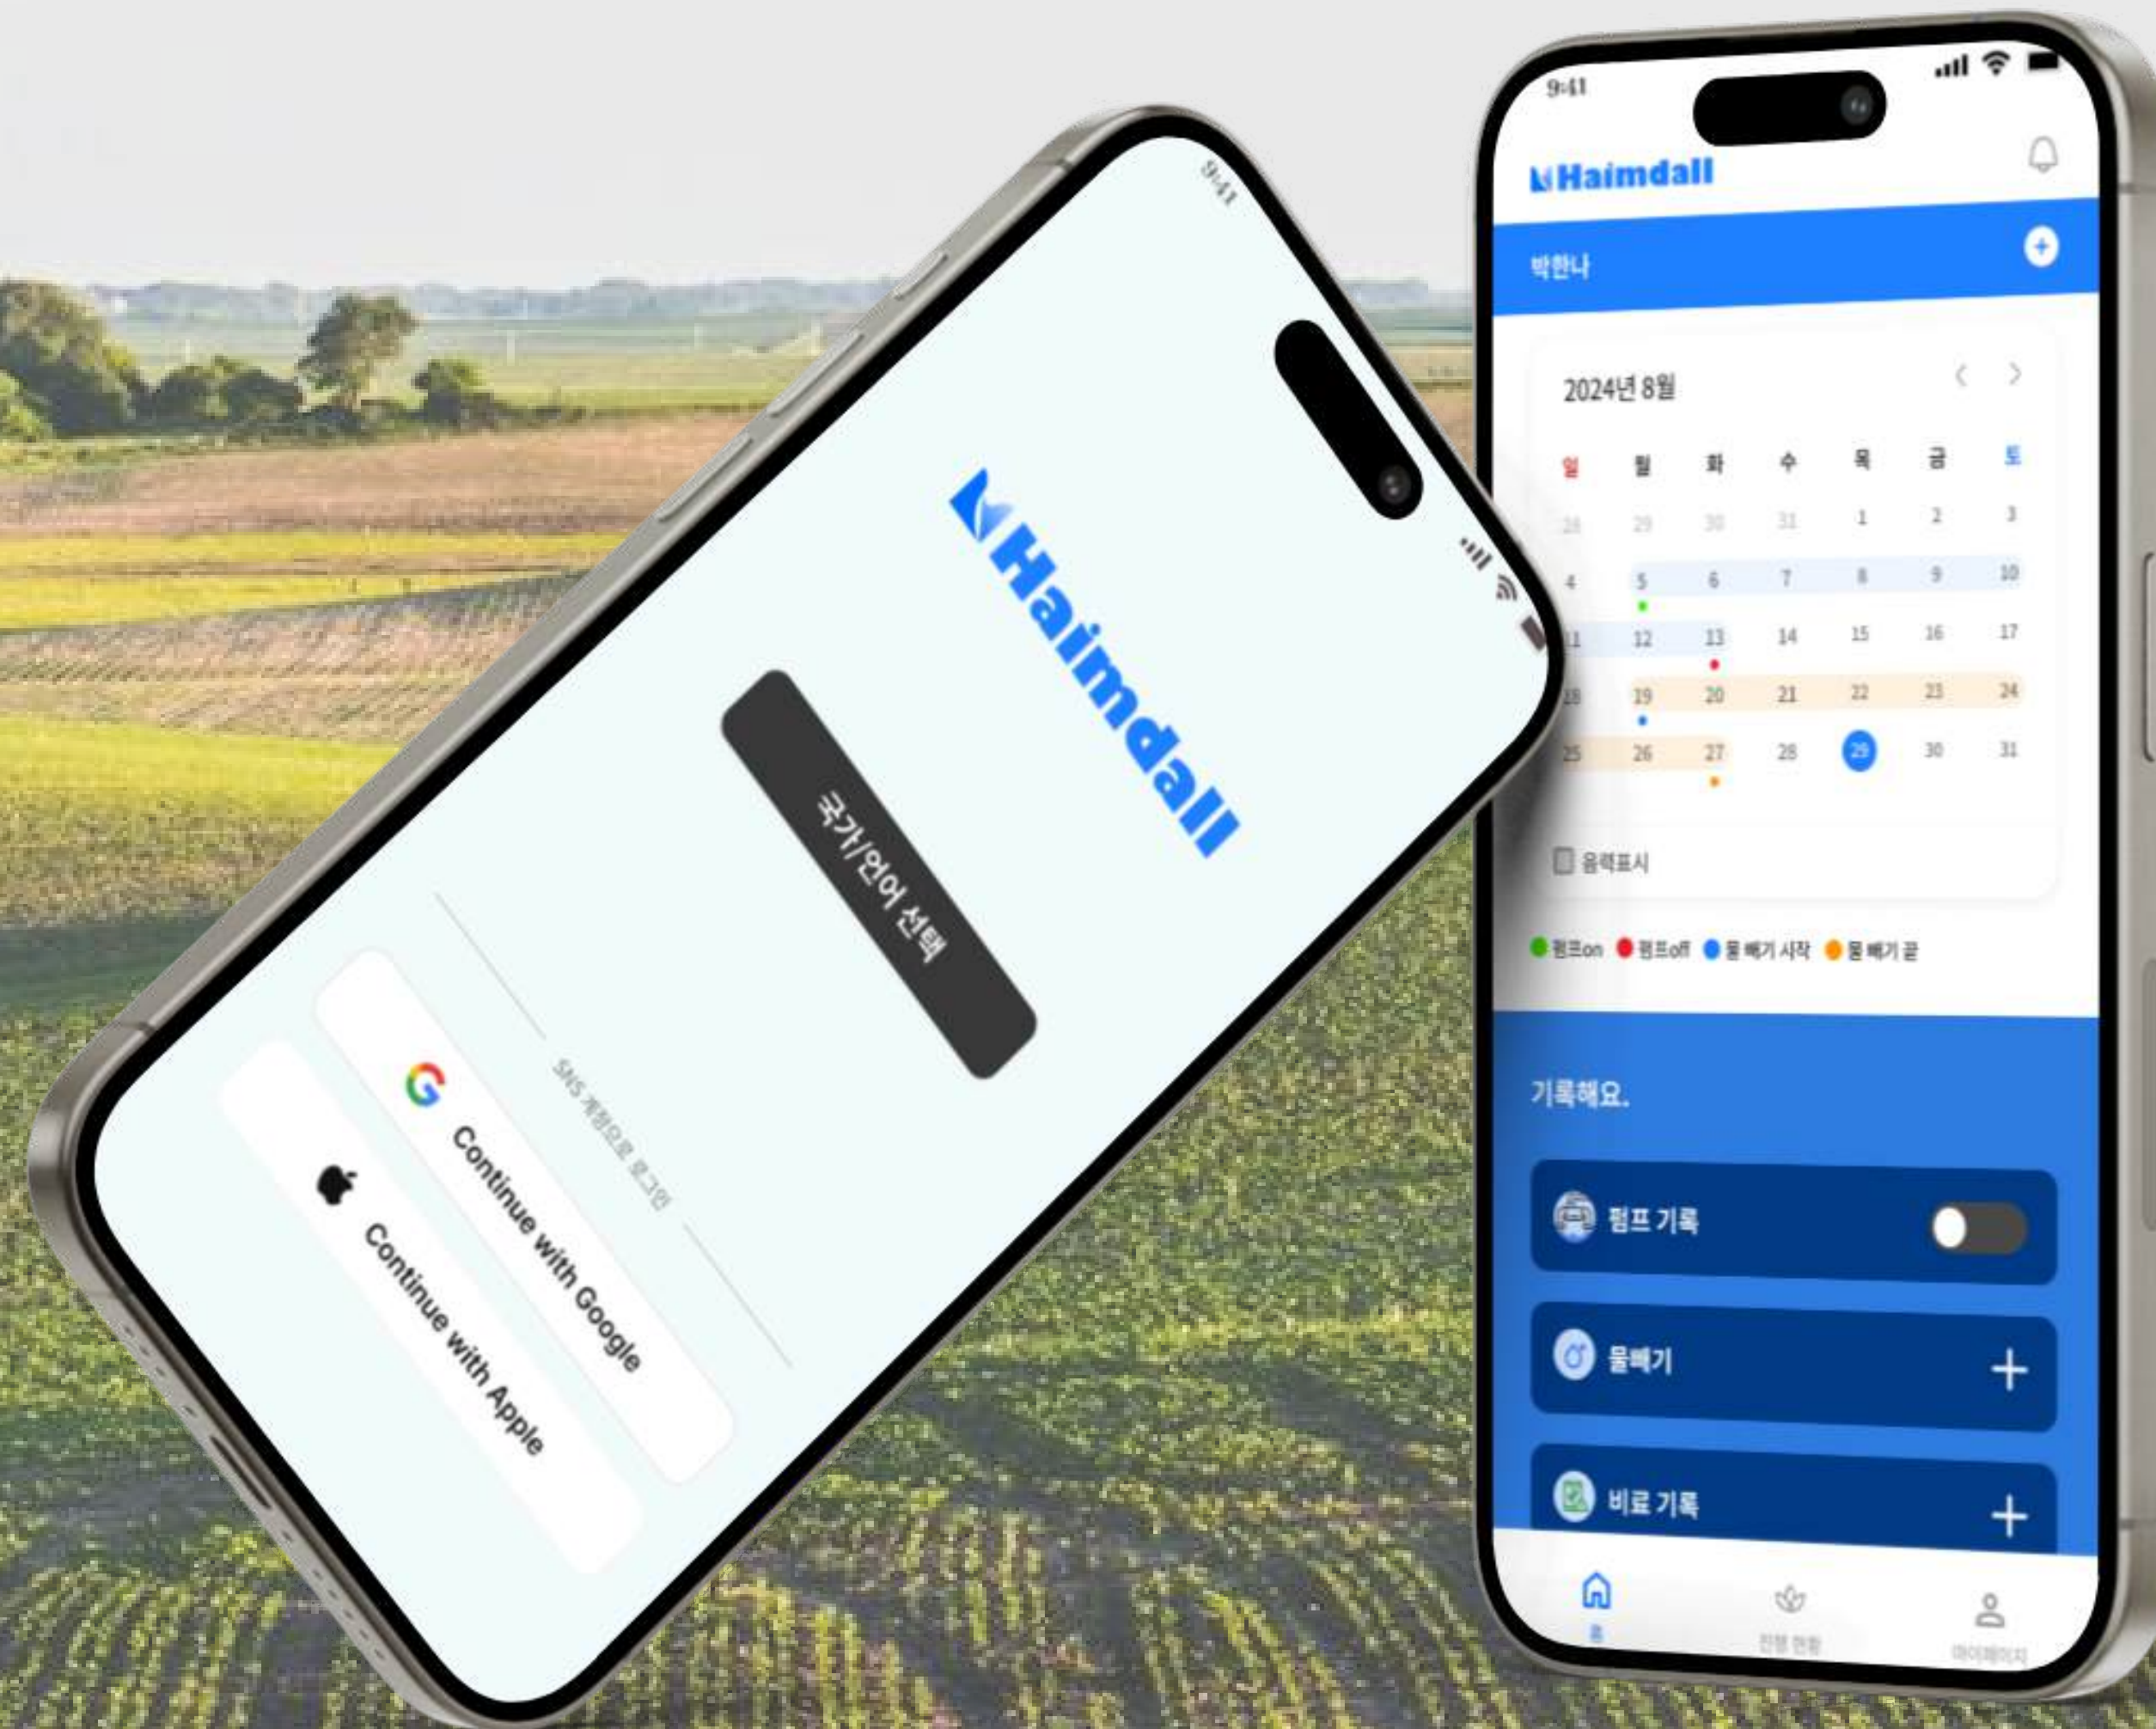 9:41
Haimdall
국가/언어 선택
SNS 계정으로 로그인
Continue with Google
Continue with Apple
9:41
Haimdall
박한나
2024년 8월
일 월 화 수 목 금 토
28 29 30 31 1 2 3
4 5 6 7 8 9 10
11 12 13 14 15 16 17
18 19 20 21 22 23 24
25 26 27 28 29 30 31
음력표시
펌프on 펌프off 물 빼기 시작 물 빼기 끝
기록해요.
펌프 기록
물빼기
비료 기록
홈 진행 현황 마이페이지